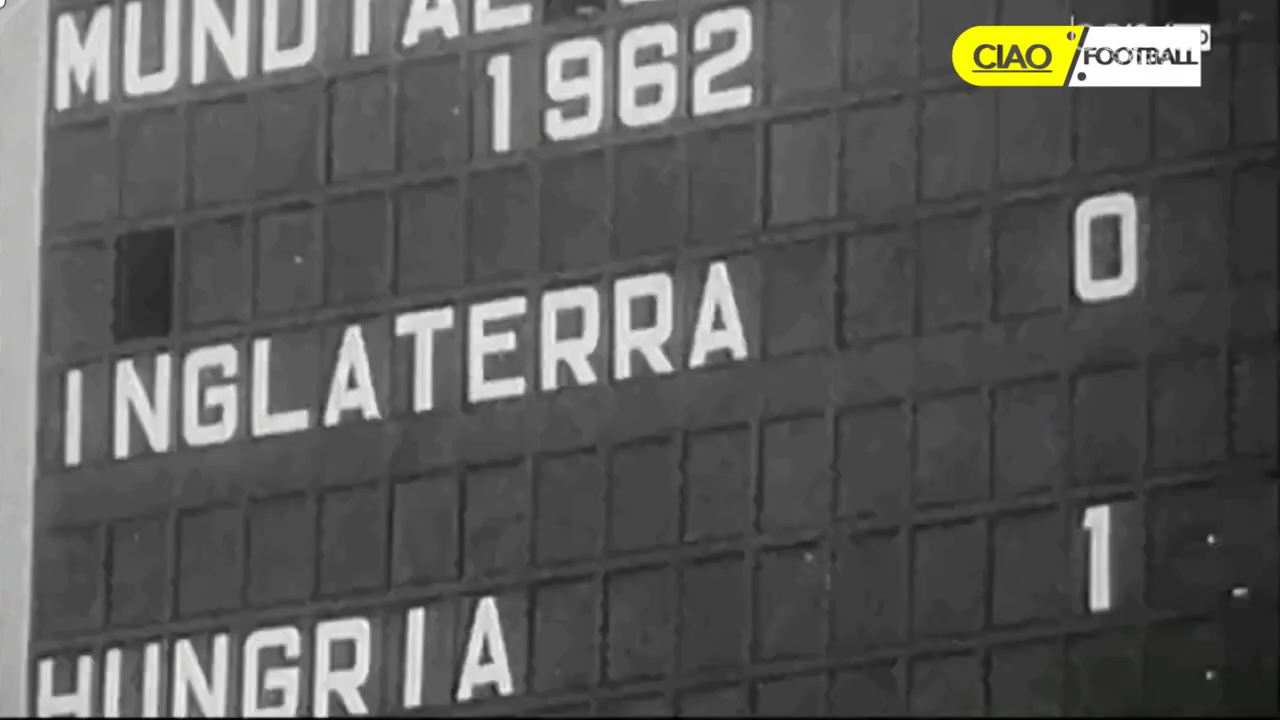 MUNDIAL
1962
CIAO FOOTBALL
INGLATERRA 0
HUNGRIA 1